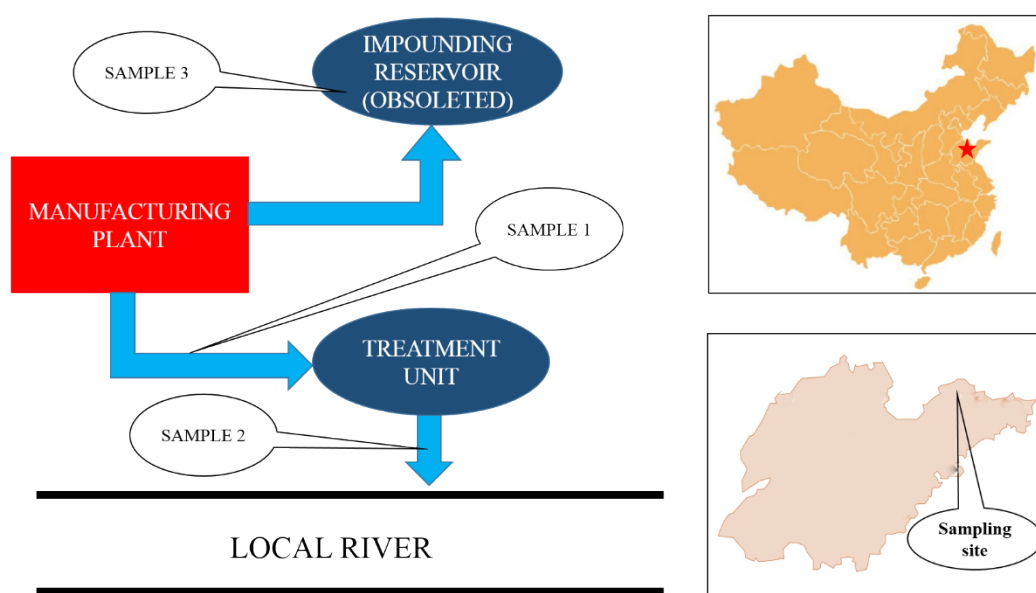 IMPOUNDING
RESERVOIR
(OBSOLETED)
SAMPLE 3
MANUFACTURING
PLANT
SAMPLE 1
TREATMENT
UNIT
SAMPLE 2
LOCAL RIVER
Sampling
site